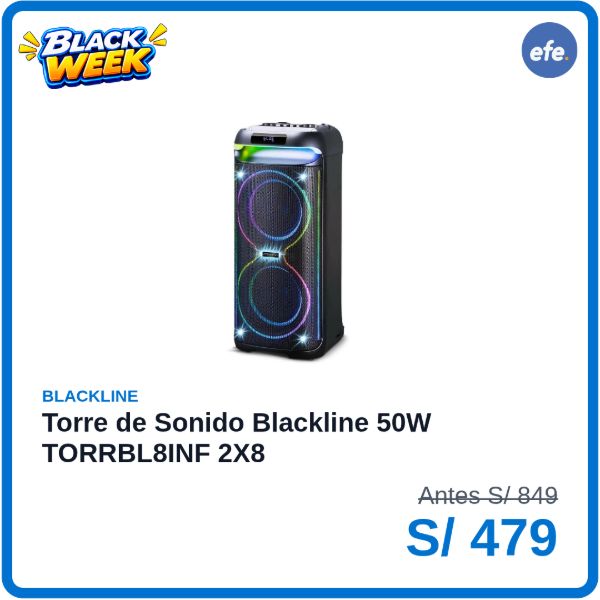 BLACK
WEEK
efe.
BLACKLINE
Torre de Sonido Blackline 50W
TORRBL8INF 2X8
Antes S/ 849
S/ 479